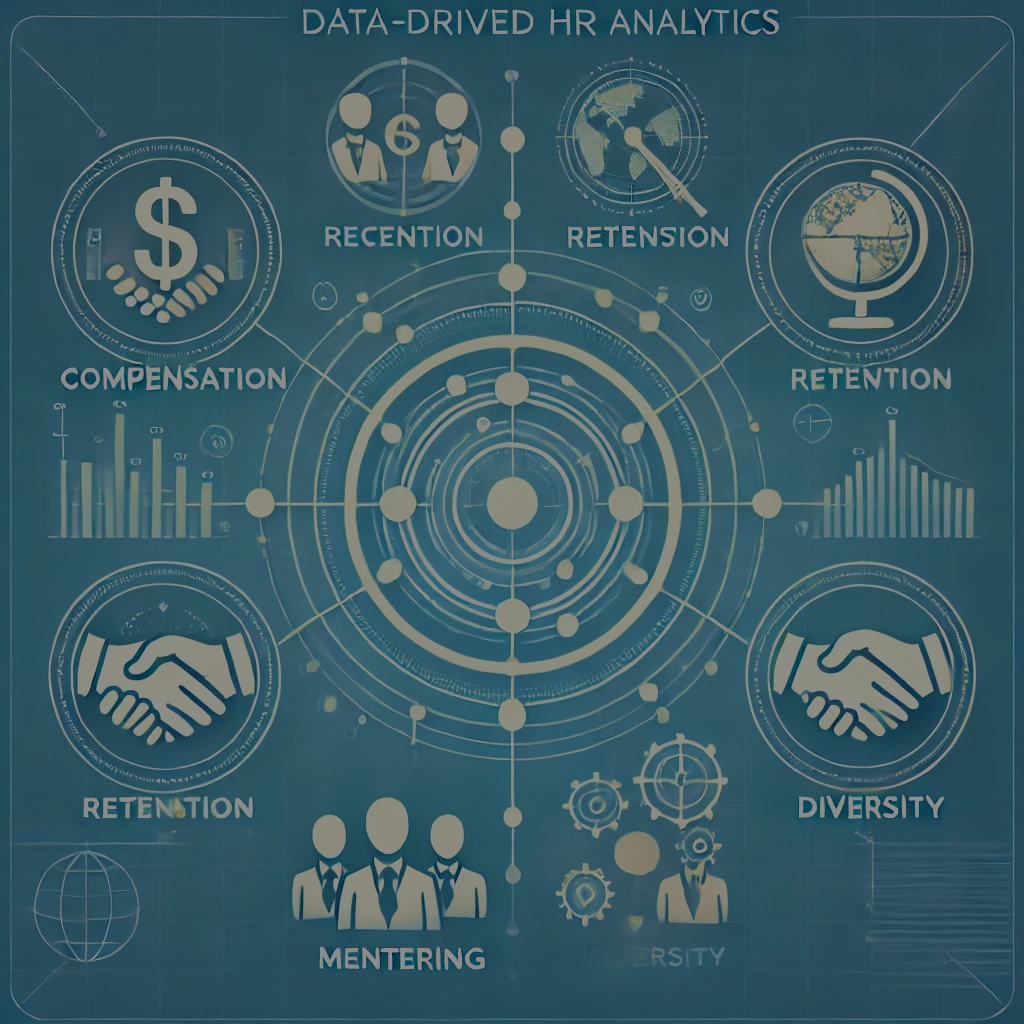 DATA-DRIVED HR ANALYTICS
RECENTION
RETENSION
COMPENSATION
RETENTION
RETENTION
DIVERSITY
MENTERING